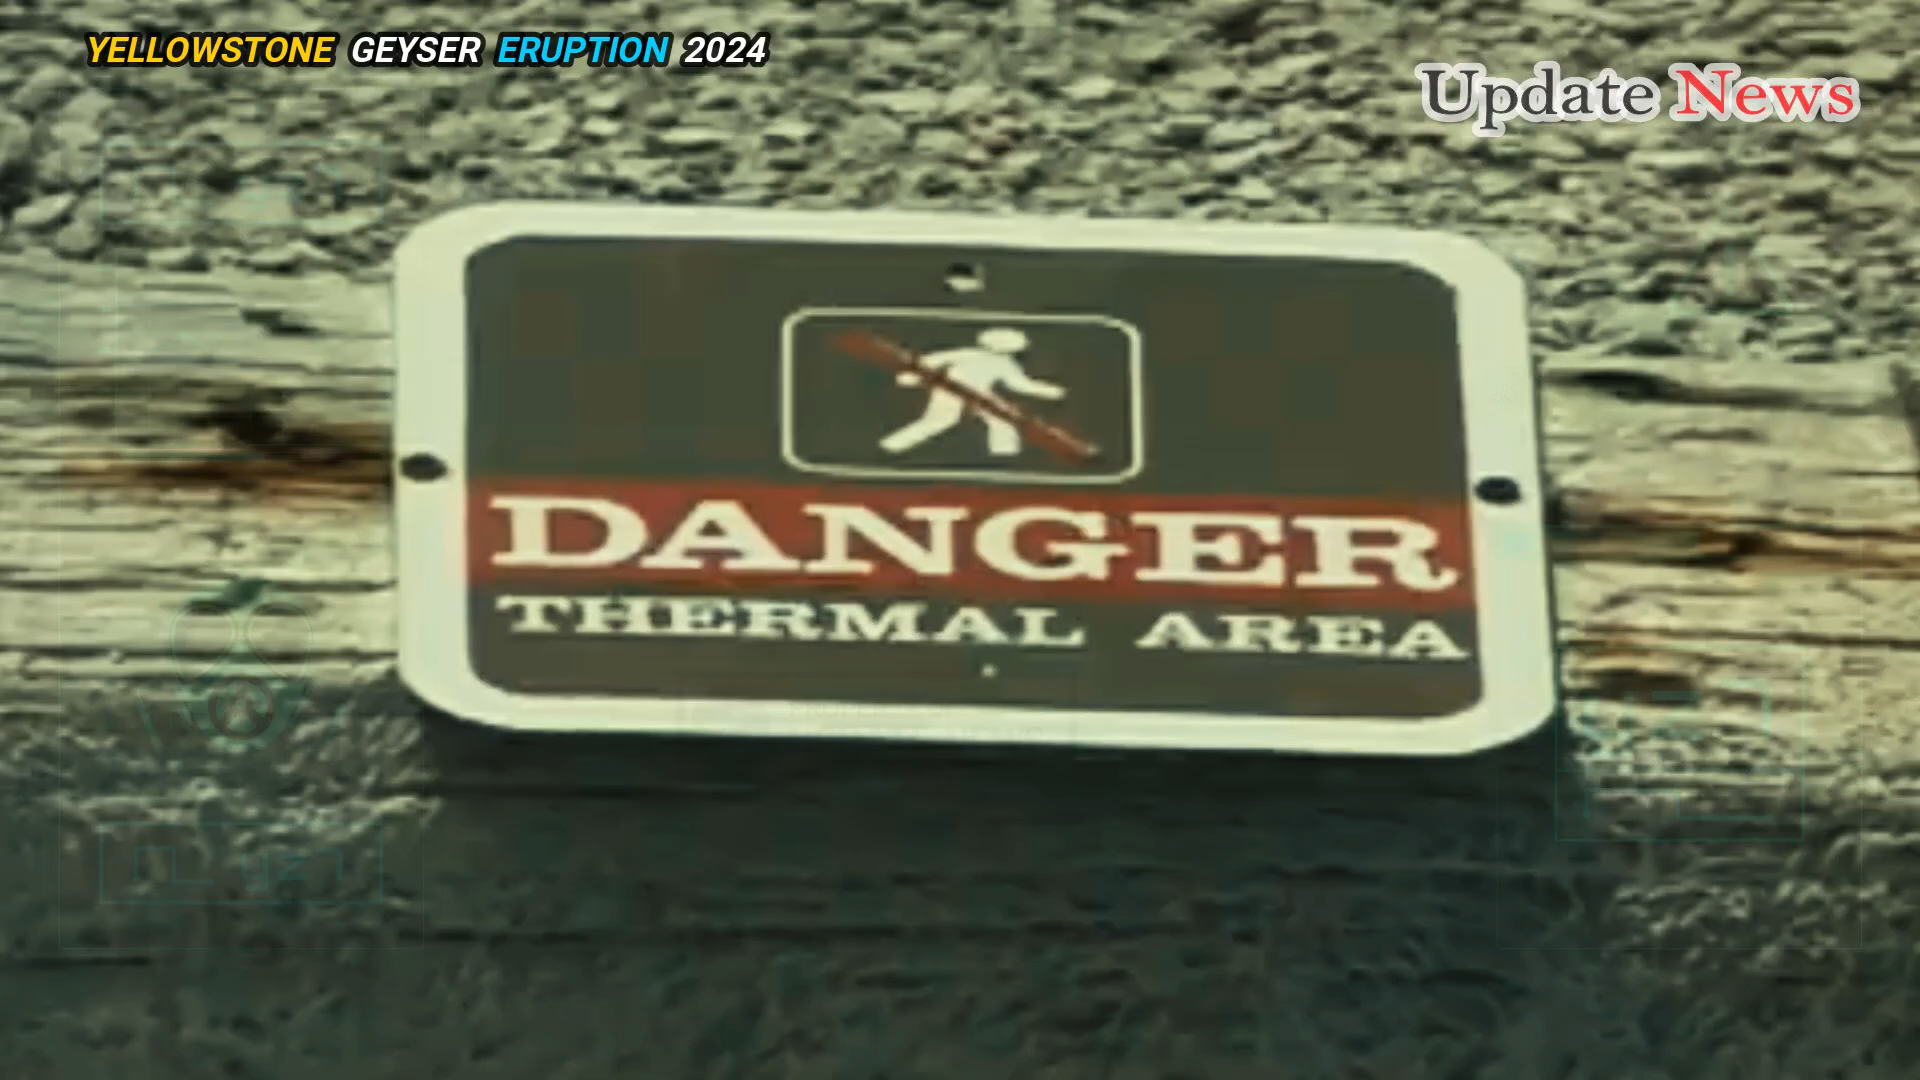 YELLOWSTONE GEYSER ERUPTION 2024
Update News
DANGER
THERMAL AREA